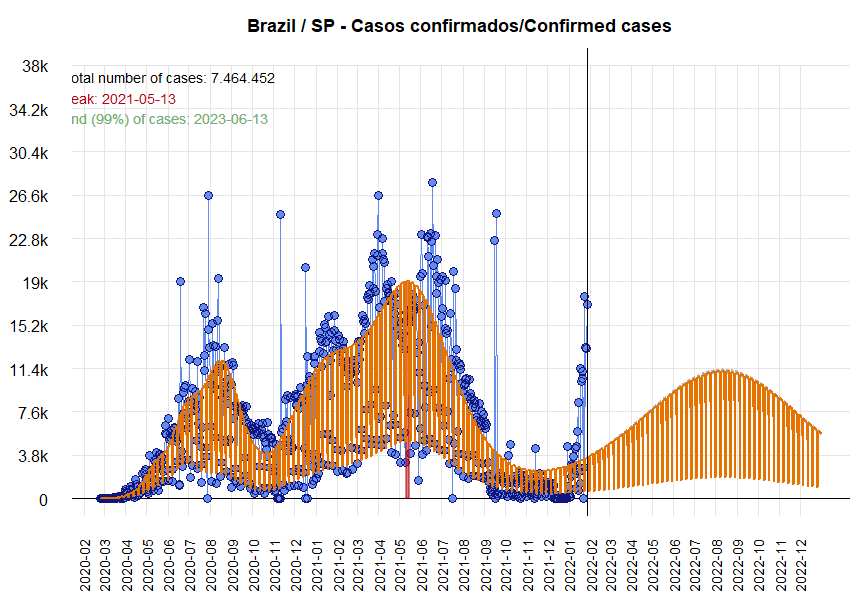 Brazil / SP - Casos confirmados/Confirmed cases
otal number of cases: 7.464.452
eak: 2021-05-13
nd (99%) of cases: 2023-06-13
38k
34.2k
30.4k
26.6k
22.8k
19k
15.2k
11.4k
7.6k
3.8k
0
2020-02
2020-03
2020-04
2020-05
2020-06
2020-07
2020-08
2020-09
2020-10
2020-11
2020-12
2021-01
2021-02
2021-03
2021-04
2021-05
2021-06
2021-07
2021-08
2021-09
2021-10
2021-11
2021-12
2022-01
2022-02
2022-03
2022-04
2022-05
2022-06
2022-07
2022-08
2022-09
2022-10
2022-11
2022-12